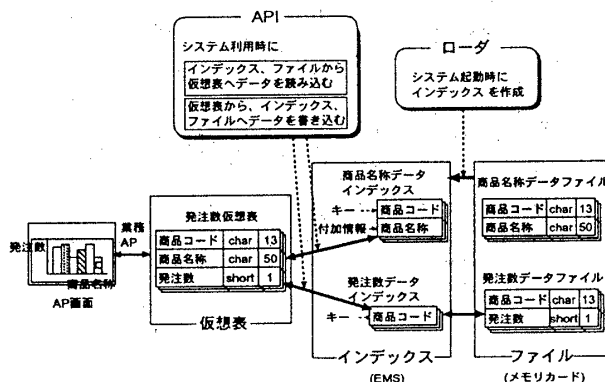 API
システム利用時に
インデックス、ファイルから
仮想表へデータを読み込む
仮想表から、インデックス、
ファイルへデータを書き込む
ローダ
システム起動時に
インデックス を作成
発注数
商品名称
AP画面
業務
AP
発注数仮想表
商品コード char 13
商品名称 char 50
発注数 short 1
仮想表
商品名称データ
インデックス
キー 商品コード
付加情報 商品名称
発注数データ
インデックス
キー 商品コード
インデックス
(EMS)
商品名称データファイル
商品コード char 13
商品名称 char 50
発注数データファイル
商品コード char 13
発注数 short 1
ファイル
(メモリカード)